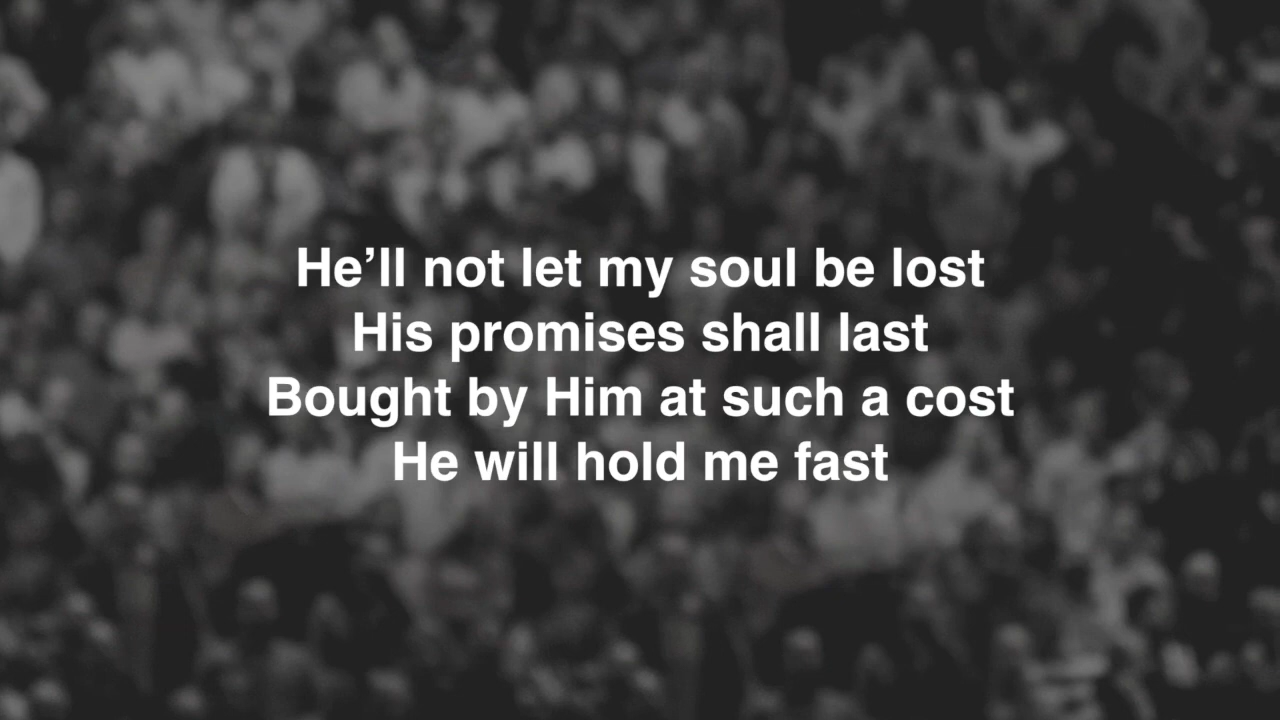 He’ll not let my soul be lost
His promises shall last
Bought by Him at such a cost
He will hold me fast